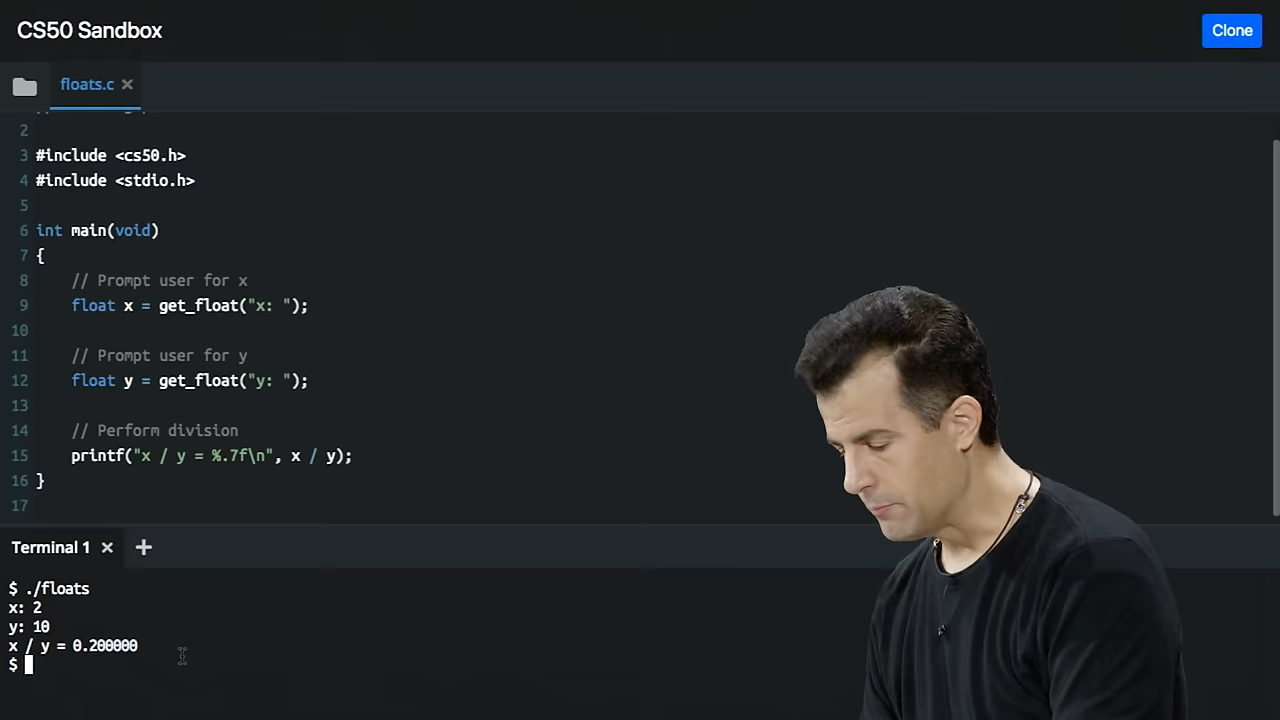 CS50 Sandbox
Clone
floats.c ×
2
3 #include <cs50.h>
4 #include <stdio.h>
5
6 int main(void)
7 {
8     // Prompt user for x
9     float x = get_float("x: ");
10
11     // Prompt user for y
12     float y = get_float("y: ");
13
14     // Perform division
15     printf("x / y = %.7f\n", x / y);
16 }
17
Terminal 1 × +
$ ./floats
x: 2
y: 10
x / y = 0.200000
$